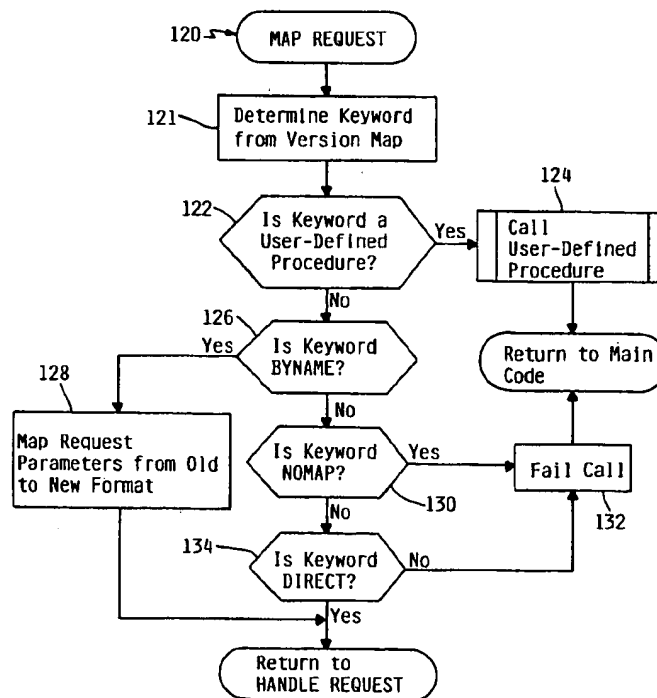 120
MAP REQUEST
121
Determine Keyword
from Version Map
122
Is Keyword a
User-Defined
Procedure?
Yes
124
Call
User-Defined
Procedure
No
126
Yes
Is Keyword
BYNAME?
Return to Main
Code
128
No
Map Request
Parameters from Old
to New Format
Is Keyword
NOMAP?
Yes
Fail Call
130
132
No
134
Is Keyword
DIRECT?
No
Yes
Return to
HANDLE REQUEST